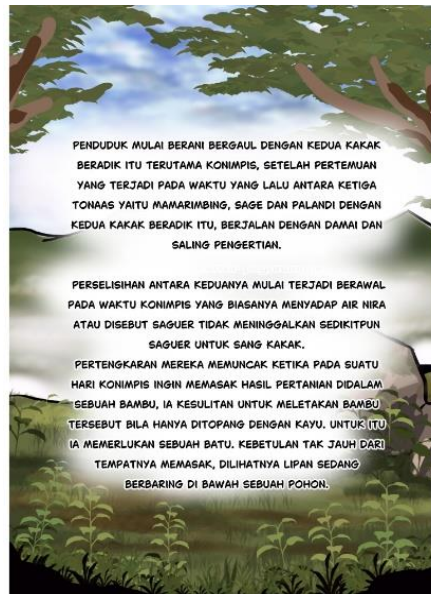 PENDUDUK MULAI BERANI BERGAUL DENGAN KEDUA KAKAK
BERADIK ITU TERUTAMA KONIMPIS, SETELAH PERTEMUAN
YANG TERJADI PADA WAKTU YANG LALU ANTARA KETIGA
TONAAS YAITU MAMARIMBING, SAGE DAN PALANDI DENGAN
KEDUA KAKAK BERADIK ITU, BERJALAN DENGAN DAMAI DAN
SALING PENGERTIAN.
PERSELISIHAN ANTARA KEDUANYA MULAI TERJADI BERAWAL
PADA WAKTU KONIMPIS YANG BIASANYA MENYADAP AIR NIRA
ATAU DISEBUT SAGUER TIDAK MENINGGALKAN SEDIKITPUN
SAGUER UNTUK SANG KAKAK.
PERTENGKARAN MEREKA MEMUNCAK KETIKA PADA SUATU
HARI KONIMPIS INGIN MEMASAK HASIL PERTANIAN DIDALAM
SEBUAH BAMBU, IA KESULITAN UNTUK MELETAKAN BAMBU
TERSEBUT BILA HANYA DITOPANG DENGAN KAYU. UNTUK ITU
IA MEMERLUKAN SEBUAH BATU. KEBETULAN TAK JAUH DARI
TEMPATNYA MEMASAK, DILIHATNYA LIPAN SEDANG
BERBARING DI BAWAH SEBUAH POHON.